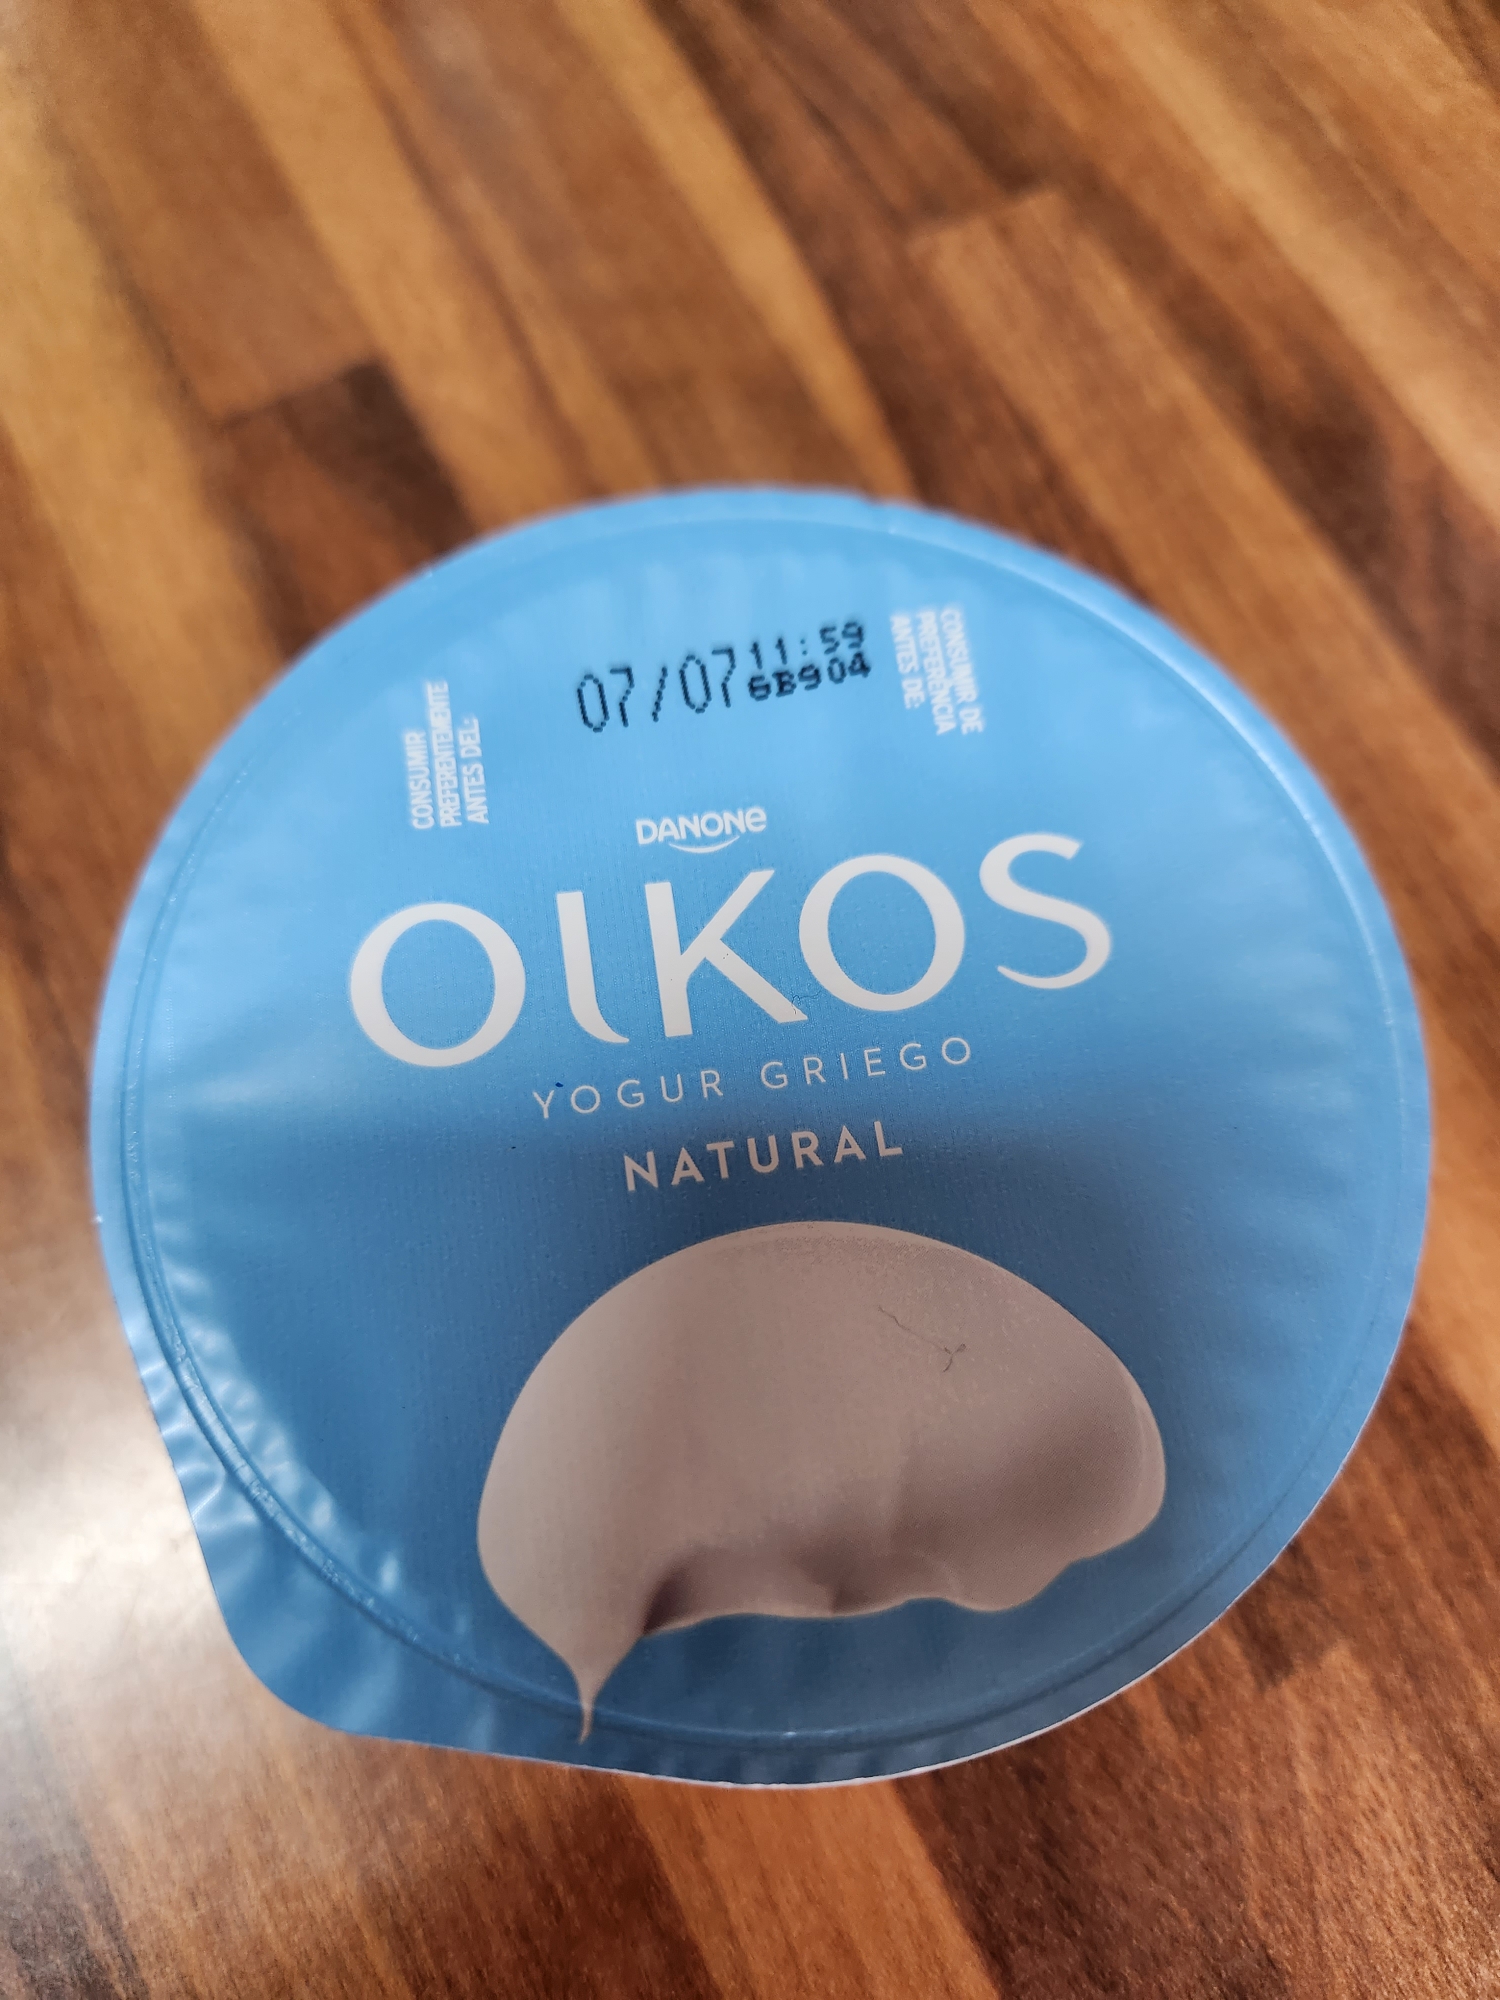 07/07 11:59
6B904
CONSUMIR
PREFERENTEMENTE
ANTES DEL:
CONSUMIR DE
PREFERÊNCIA
ANTES DE:
DANONE
OIKOS
YOGUR GRIEGO
NATURAL